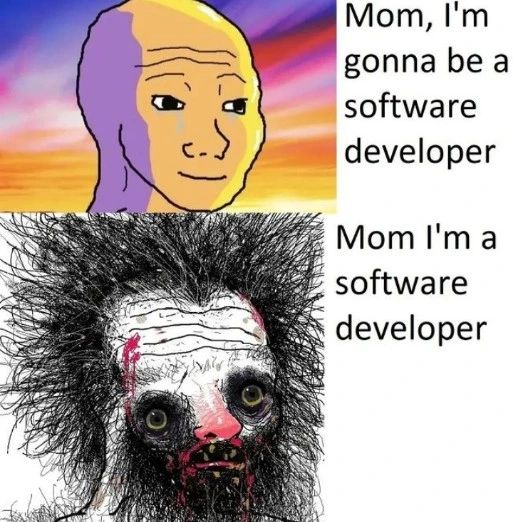 Mom, I'm
gonna be a
software
developer
Mom I'm a
software
developer